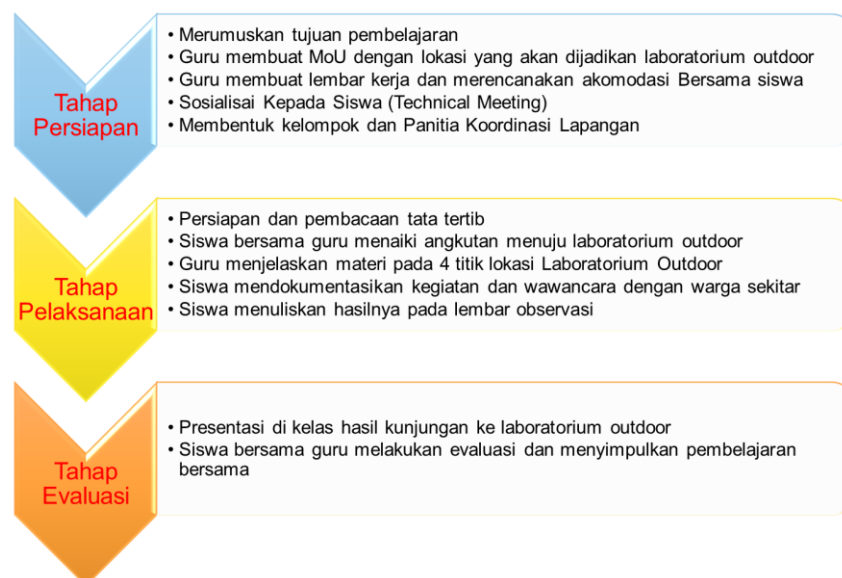 Tahap
Persiapan
• Merumuskan tujuan pembelajaran
• Guru membuat MoU dengan lokasi yang akan dijadikan laboratorium outdoor
• Guru membuat lembar kerja dan merencanakan akomodasi Bersama siswa
• Sosialisai Kepada Siswa (Technical Meeting)
• Membentuk kelompok dan Panitia Koordinasi Lapangan
Tahap
Pelaksanaan
• Persiapan dan pembacaan tata tertib
• Siswa bersama guru menaiki angkutan menuju laboratorium outdoor
• Guru menjelaskan materi pada 4 titik lokasi Laboratorium Outdoor
• Siswa mendokumentasikan kegiatan dan wawancara dengan warga sekitar
• Siswa menuliskan hasilnya pada lembar observasi
Tahap
Evaluasi
• Presentasi di kelas hasil kunjungan ke laboratorium outdoor
• Siswa bersama guru melakukan evaluasi dan menyimpulkan pembelajaran
bersama